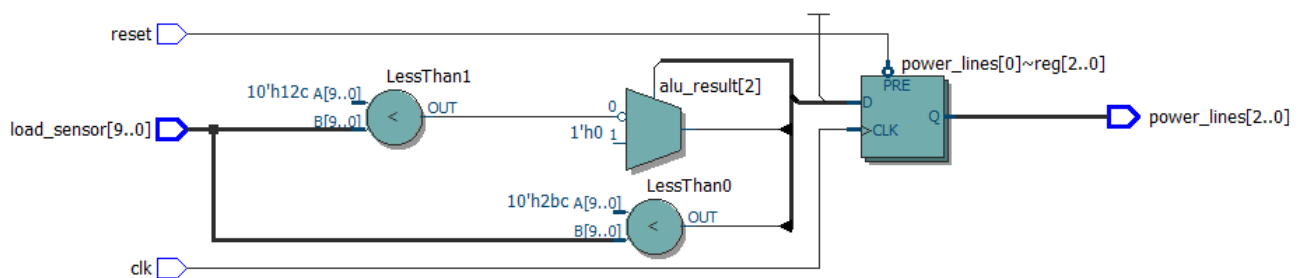 reset
LessThan1
10'h12c A[9..0]
B[9..0]
<
OUT
load_sensor[9..0]
alu_result[2]
0
1'h0 1
LessThan0
10'h2bc A[9..0]
B[9..0]
<
OUT
power_lines[0]~reg[2..0]
PRE
D
>CLK
Q
power_lines[2..0]
clk